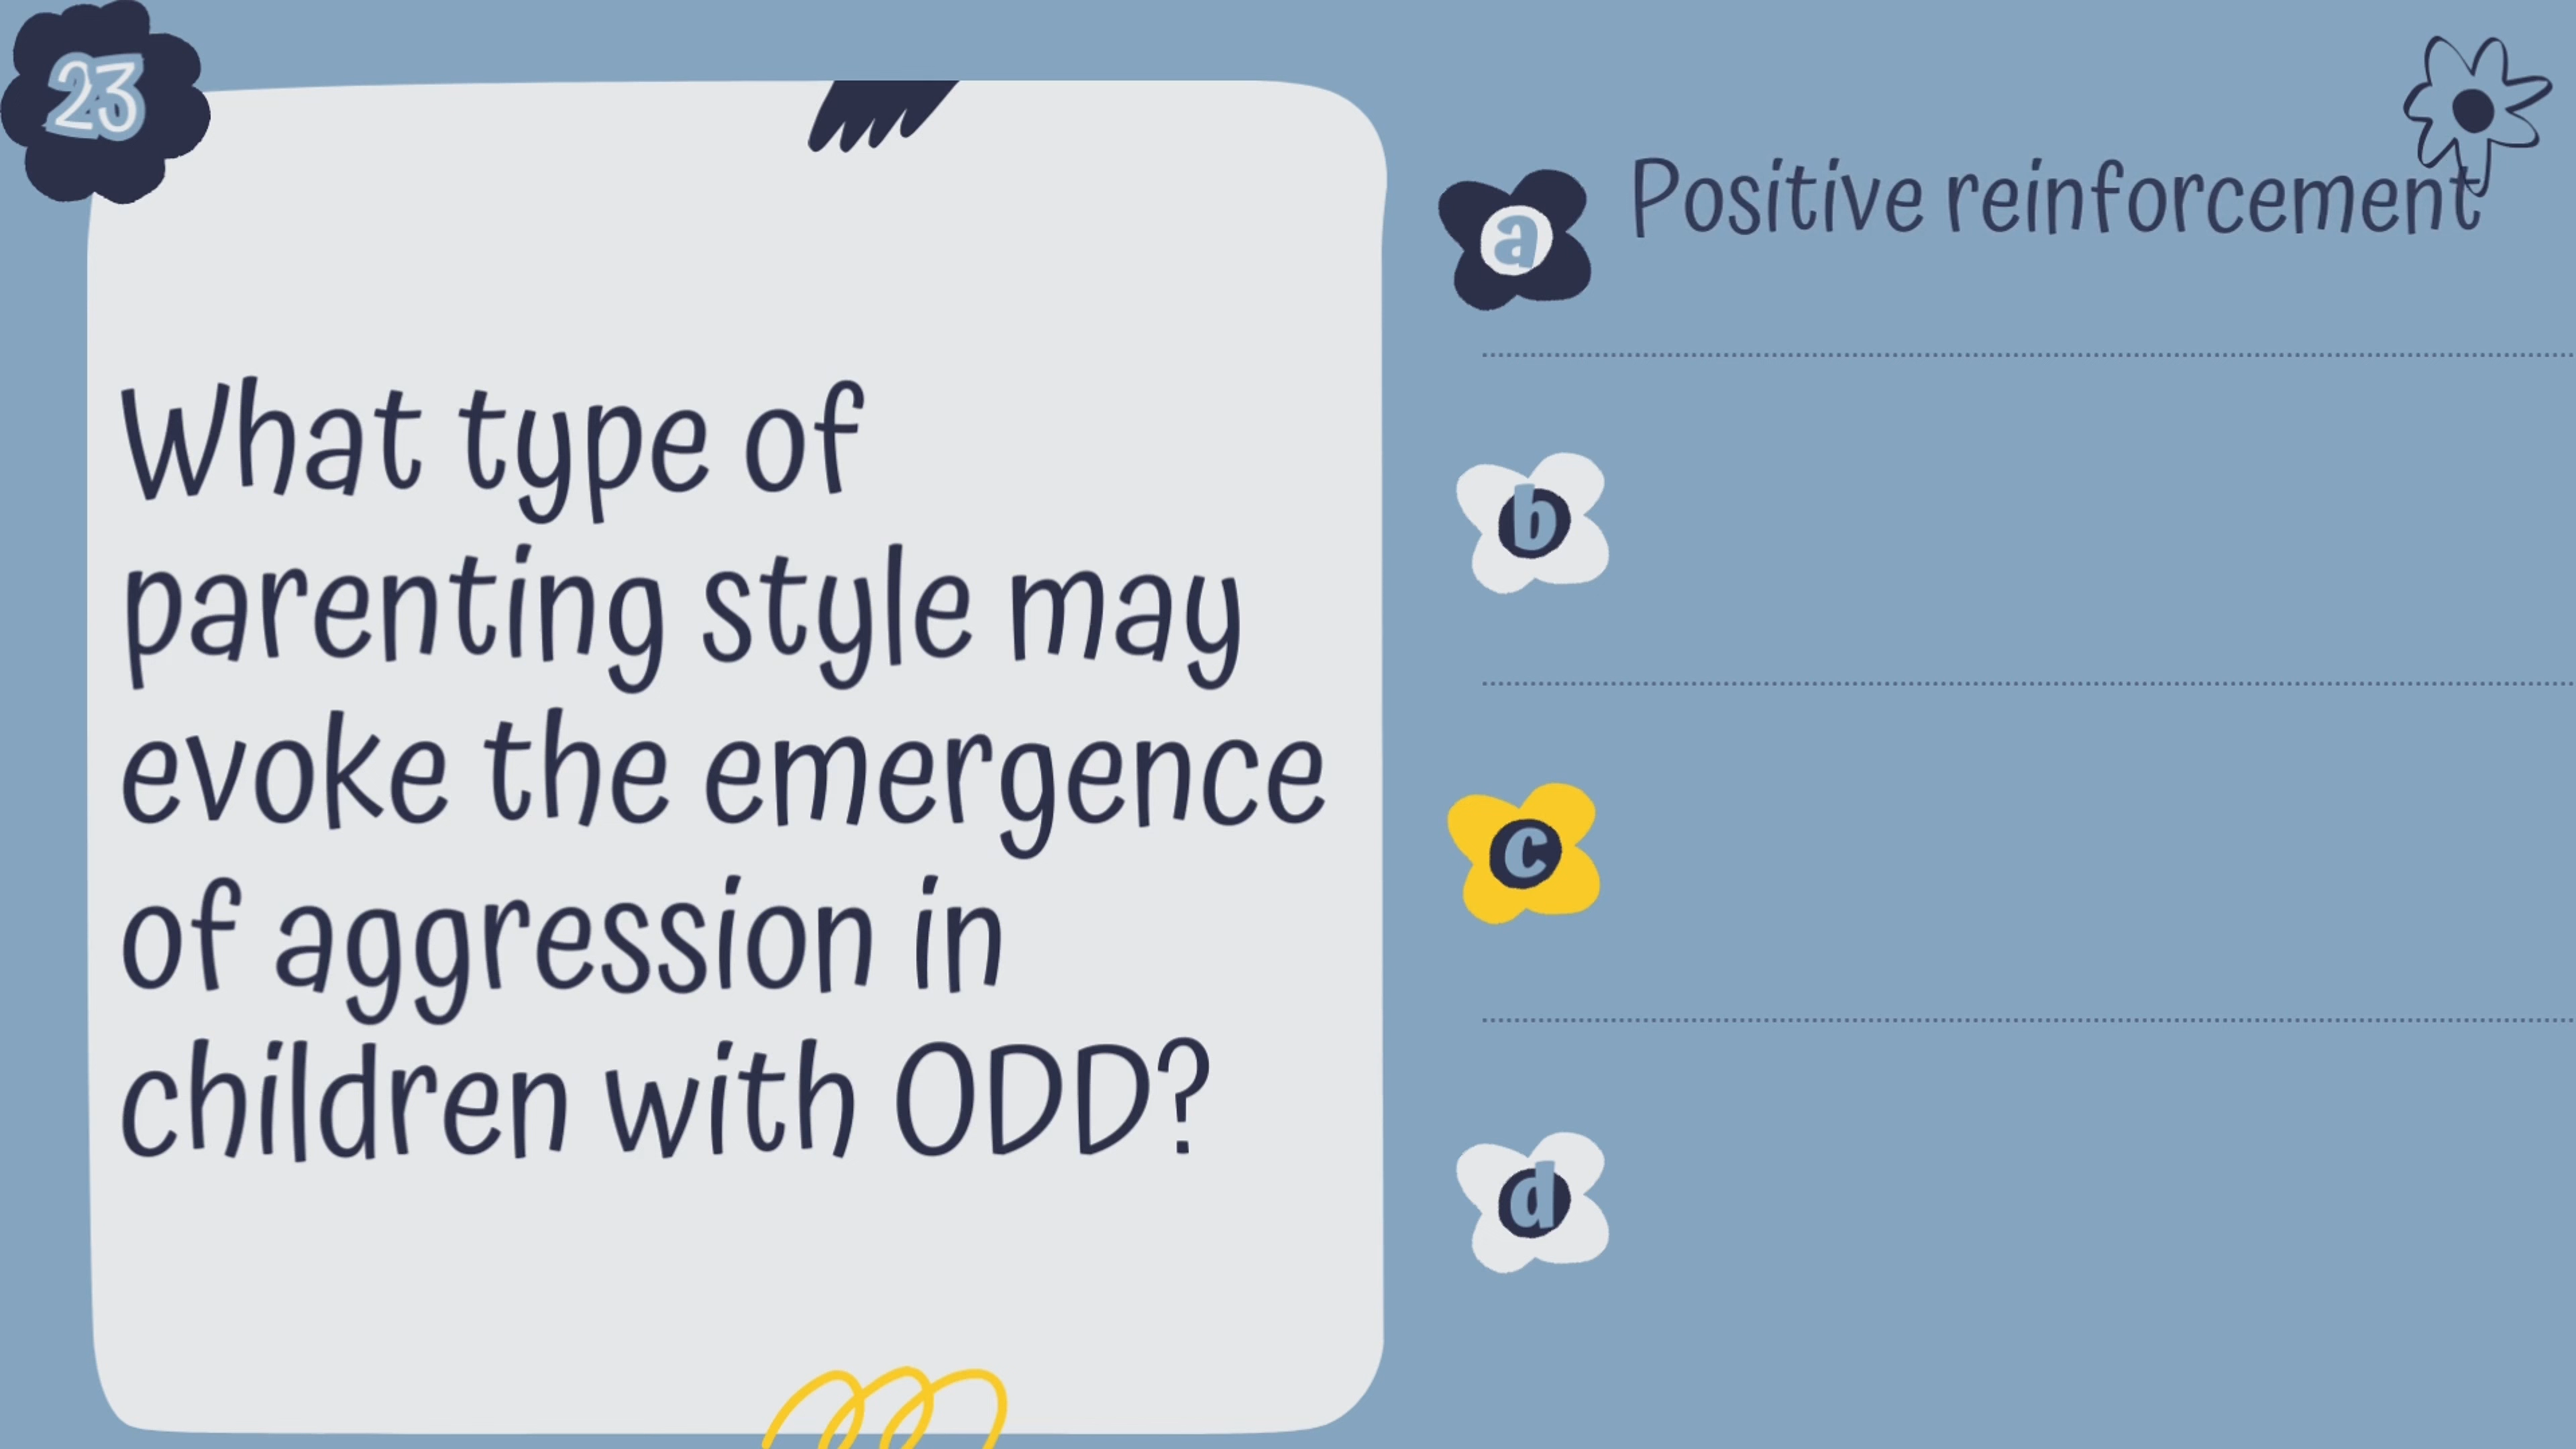 23
What type of
parenting style may
evoke the emergence
of aggression in
children with ODD?
a Positive reinforcement
b
c
d